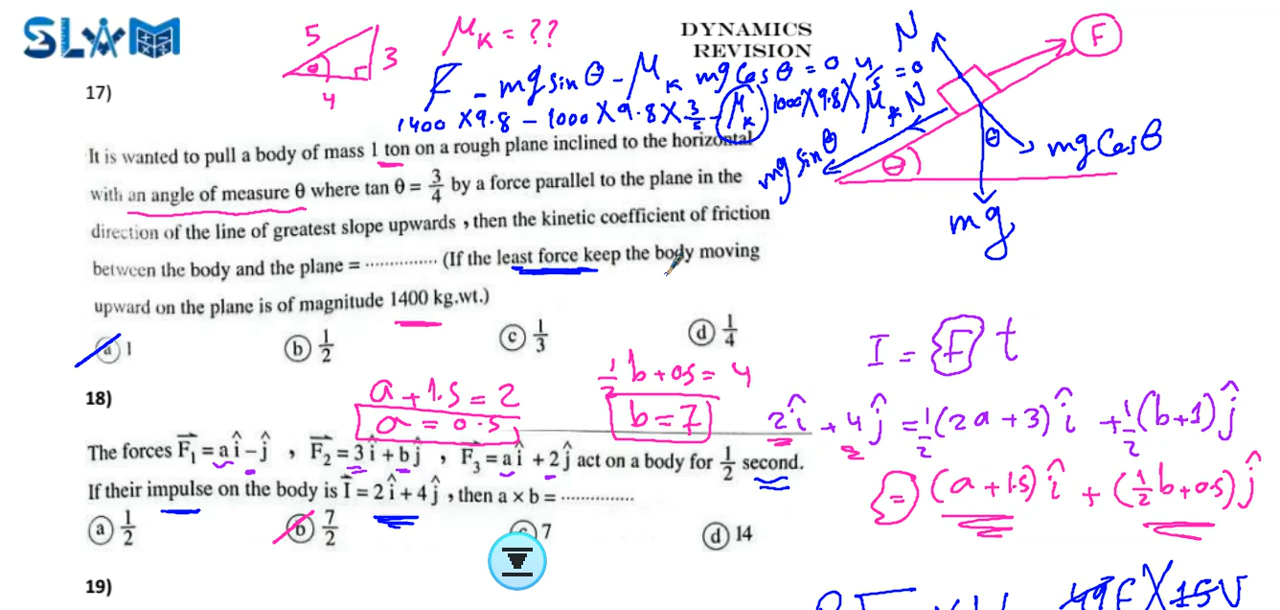 SLAM
DYNAMICS
REVISION
5
3
4
θ
μ_K = ??
F - mg sin θ - μ_K mg Cos θ = 0
1400 × 9.8 - 1000 × 9.8 × 3/5 - μ_K · 1000 × 9.8 × 4/5 = 0
N
F
μ_K N
mg sin θ
θ
θ
mg Cos θ
mg
17)
It is wanted to pull a body of mass 1 ton on a rough plane inclined to the horizontal
with an angle of measure θ where tan θ = 3/4 by a force parallel to the plane in the
direction of the line of greatest slope upwards , then the kinetic coefficient of friction
between the body and the plane = ·············· (If the least force keep the body moving
upward on the plane is of magnitude 1400 kg.wt.)
ⓐ 1 ⓑ 1/2 ⓒ 1/3 ⓓ 1/4
I = F t
18)
a + 1.5 = 2
a = 0.5
1/2 b + 0.5 = 4
b = 7
2î + 4ĵ = 1/2 (2a + 3) î + 1/2 (b + 1) ĵ
= (a + 1.5) î + (1/2 b + 0.5) ĵ
The forces F₁ = a î - ĵ , F₂ = 3 î + b ĵ , F₃ = a î + 2 ĵ act on a body for 1/2 second.
If their impulse on the body is I = 2 î + 4 ĵ , then a × b = ··············
ⓐ 1/2 ⓑ 7/2 ⓒ 7 ⓓ 14
19)